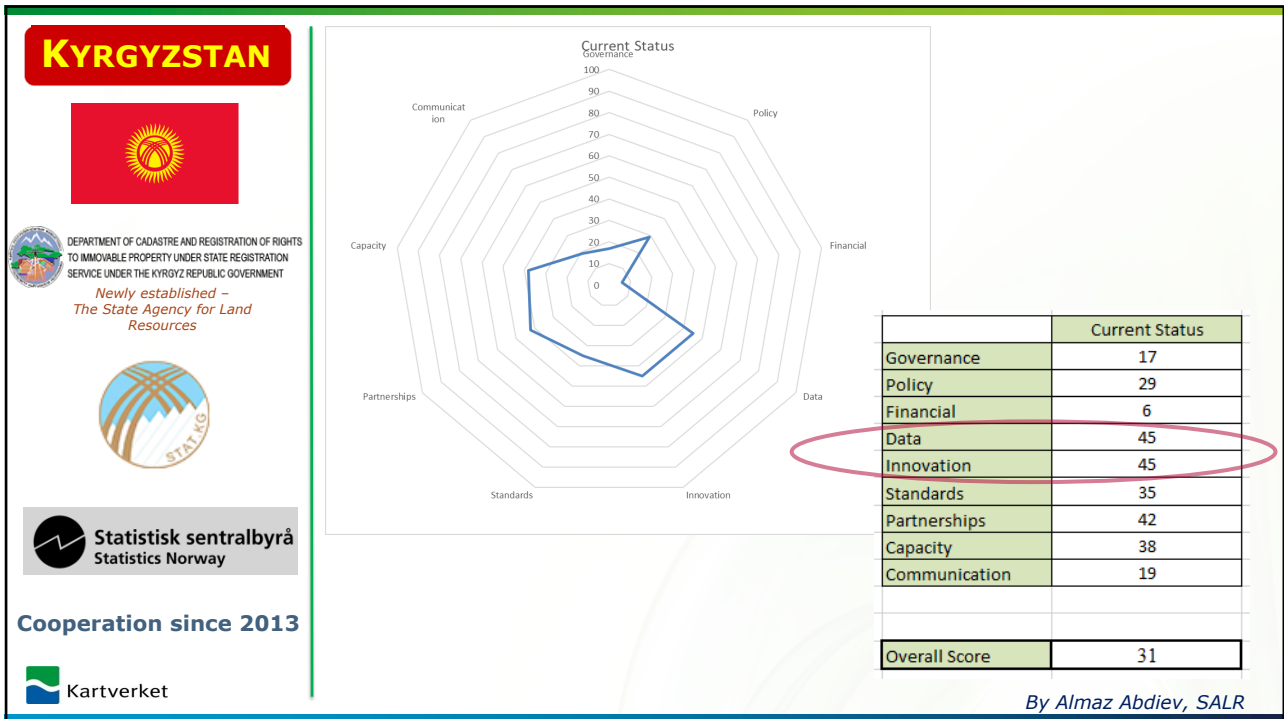 KYRGYZSTAN
DEPARTMENT OF CADASTRE AND REGISTRATION OF RIGHTS
TO IMMOVABLE PROPERTY UNDER STATE REGISTRATION
SERVICE UNDER THE KYRGYZ REPUBLIC GOVERNMENT
Newly established –
The State Agency for Land
Resources
STAT.KG
Statistisk sentralbyrå
Statistics Norway
Cooperation since 2013
Kartverket
Current Status
Governance
100
90
80
70
60
50
40
30
20
10
0
Policy
Financial
Data
Innovation
Standards
Partnerships
Capacity
Communicat
ion
Current Status
Governance 17
Policy 29
Financial 6
Data 45
Innovation 45
Standards 35
Partnerships 42
Capacity 38
Communication 19
Overall Score 31
By Almaz Abdiev, SALR